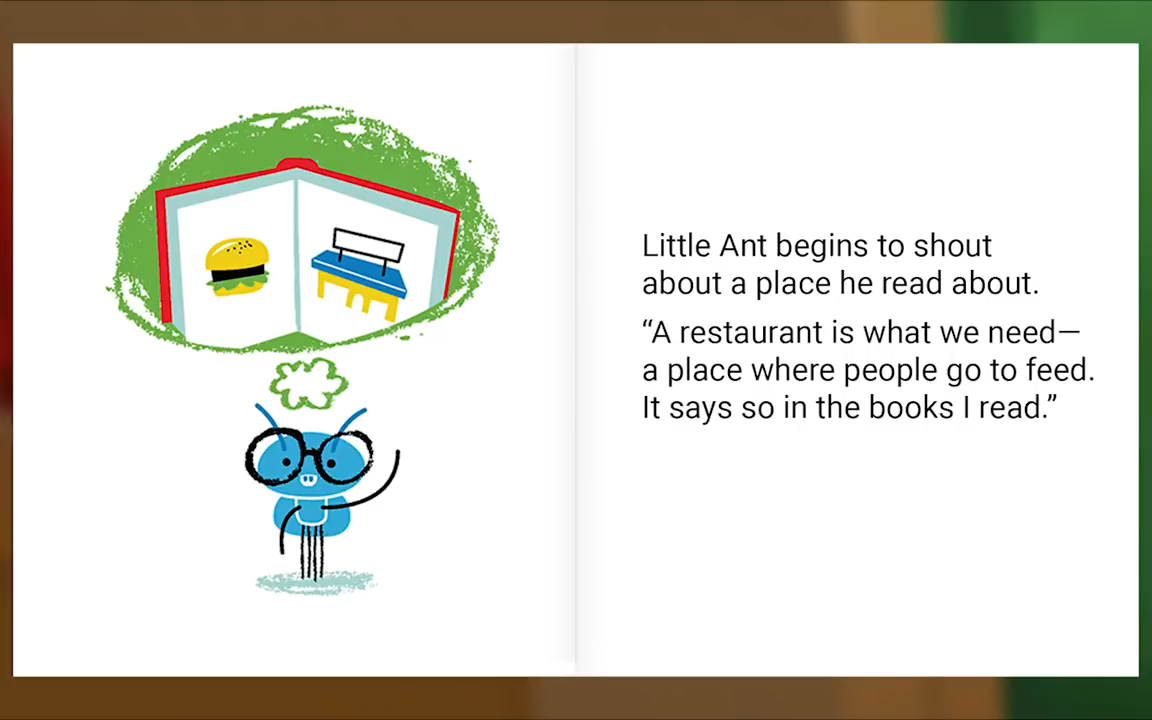 Little Ant begins to shout
about a place he read about.
“A restaurant is what we need—
a place where people go to feed.
It says so in the books I read.”